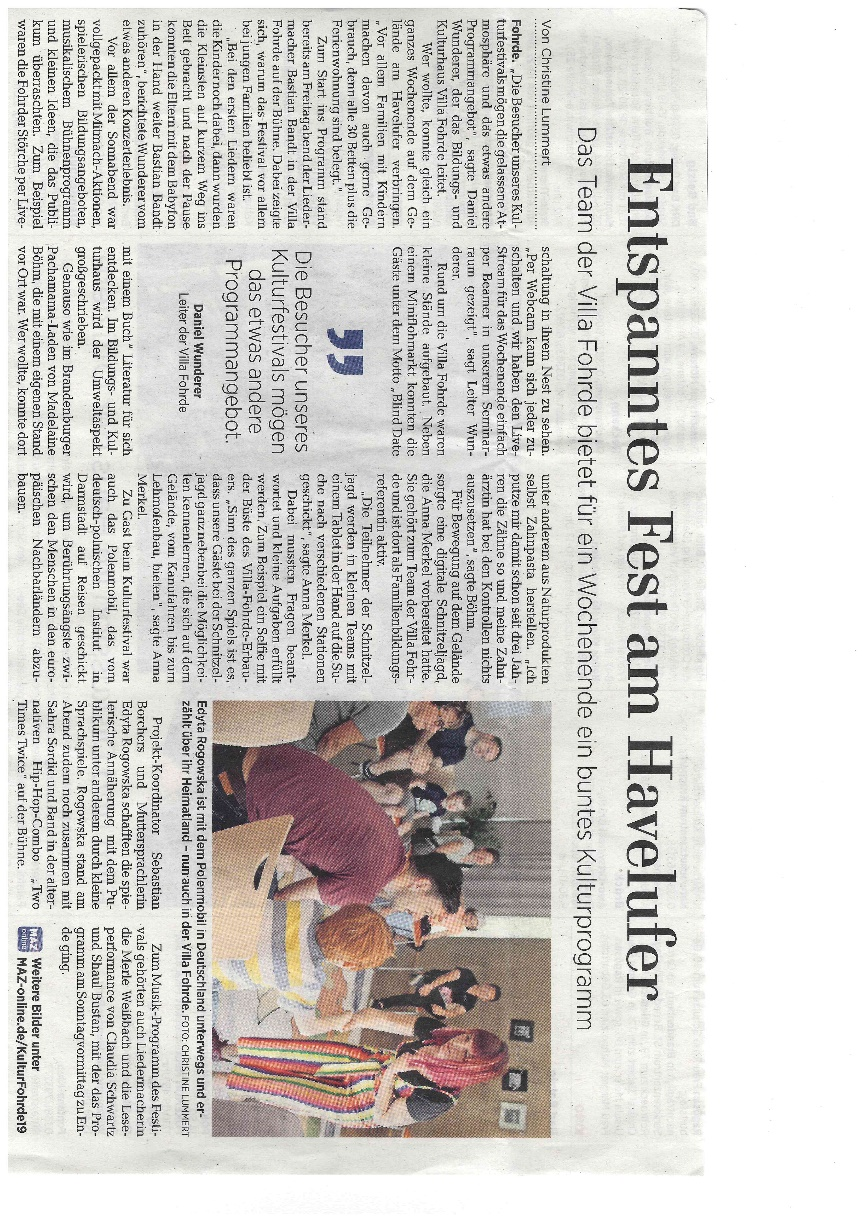 Entspanntes Fest am Havelufer
Das Team der Villa Fohrde bietet für ein Wochenende ein buntes Kulturprogramm
Von Christine Lummert
Fohrde. „Die Besucher unseres Kul-
turfestivals mögen die gelassene At-
mosphäre und das etwas andere
Programmangebot“, sagte Daniel
Wunderer, der das Bildungs- und
Kulturhaus Villa Fohrde leitet.
Wer wollte, konnte gleich ein
ganzes Wochenende auf dem Ge-
lände am Havelufer verbringen.
„Vor allem Familien mit Kindern
machen davon auch gerne Ge-
brauch, denn alle 30 Betten plus die
Ferienwohnung sind belegt.“
Zum Start ins Programm stand
bereits am Freitagabend der Lieder-
macher Bastian Bandt in der Villa
Fohrde auf der Bühne. Dabei zeigte
sich, warum das Festival vor allem
bei jungen Familien beliebt ist.
„Bei den ersten Liedern waren
die Kinder noch dabei, dann wurden
die Kleinsten auf kurzem Weg ins
Bett gebracht und nach der Pause
konnten die Eltern mit dem Babyfon
in der Hand weiter Bastian Bandt
zuhören“, berichtete Wunderer vom
etwas anderen Konzerterlebnis.
Vor allem der Sonnabend war
vollgepackt mit Mitmach-Aktionen,
spielerischen Bildungsangeboten,
musikalischem Bühnenprogramm
und kleinen Ideen, die das Publi-
kum überraschten. Zum Beispiel
waren die Fohrder Störche per Live-
schaltung in ihrem Nest zu sehen.
„Per Webcam kann sich jeder zu-
schalten und wir haben den Live-
Stream für das Wochenende einfach
per Beamer in unserem Seminar-
raum gezeigt“, sagt Leiter Wun-
derer.
Rund um die Villa Fohrde waren
kleine Stände aufgebaut. Neben
einem Miniflohmarkt konnten die
Gäste unter dem Motto „Blind Date
„
Die Besucher unseres
Kulturfestivals mögen
das etwas andere
Programmangebot.
Daniel Wunderer
Leiter der Villa Fohrde
mit einem Buch“ Literatur für sich
entdecken. Im Bildungs- und Kul-
turhaus wird der Umweltaspekt
großgeschrieben.
Genauso wie im Brandenburger
Pachamama-Laden von Madelaine
Böhm, die mit einem eigenen Stand
vor Ort war. Wer wollte, konnte dort
unter anderem aus Naturprodukten
selbst Zahnpasta herstellen. „Ich
putze mir damit schon seit drei Jah-
ren die Zähne so und meine Zahn-
ärztin hat bei den Kontrollen nichts
auszusetzen,“ sagte Böhm.
Für Bewegung auf dem Gelände
sorgte eine digitale Schnitzeljagd,
die Anna Merkel vorbereitet hatte.
Sie gehört zum Team der Villa Fohr-
de und ist dort als Familienbildungs-
referentin aktiv.
„Die Teilnehmer der Schnitzel-
jagd werden in kleinen Teams mit
einem Tablet in der Hand auf die Su-
che nach verschiedenen Stationen
geschickt“, sagte Anna Merkel.
Dabei mussten Fragen beant-
wortet und kleine Aufgaben erfüllt
werden. Zum Beispiel ein Selfie mit
der Büste des Villa-Fohrde-Erbau-
ers. „Sinn des ganzen Spiels ist es,
dass unsere Gäste bei der Schnitzel-
jagd ganz nebenbei die Möglichkei-
ten kennenlernen, die sich auf dem
Gelände, vom Kanufahren bis zum
Lehmofenbau, bieten“, sagte Anna
Merkel.
Zu Gast beim Kulturfestival war
auch das Polenmobil, das vom
deutsch-polnischen Institut in
Darmstadt auf Reisen geschickt
wird, um Berührungsängste zwi-
schen den Menschen in den euro-
päischen Nachbarländern abzu-
bauen.
Edyta Rogowska ist mit dem Polenmobil in Deutschland unterwegs und er-
zählt über ihr Heimatland – nun auch in der Villa Fohrde. FOTO: CHRISTINE LUMMERT
Projekt-Koordinator Sebastian
Borchers und Muttersprachlerin
Edyta Rogowska schafften die spie-
lerische Annäherung mit dem Pu-
blikum unter anderem durch kleine
Sprachspiele. Rogowska stand am
Abend zudem noch zusammen mit
Sahra Sordid und Band in der alter-
nativen Hip-Hop-Combo „Two
Times Twice“ auf der Bühne.
Zum Musik-Programm des Festi-
vals gehörten auch Liedermacherin
die Merle Weißbach und die Lese-
performance von Claudia Schwartz
und Shaul Bustan, mit der das Pro-
gramm am Sonntagvormittag zu En-
de ging.
MAZ online Weitere Bilder unter
MAZ-online.de/KulturFohrde19